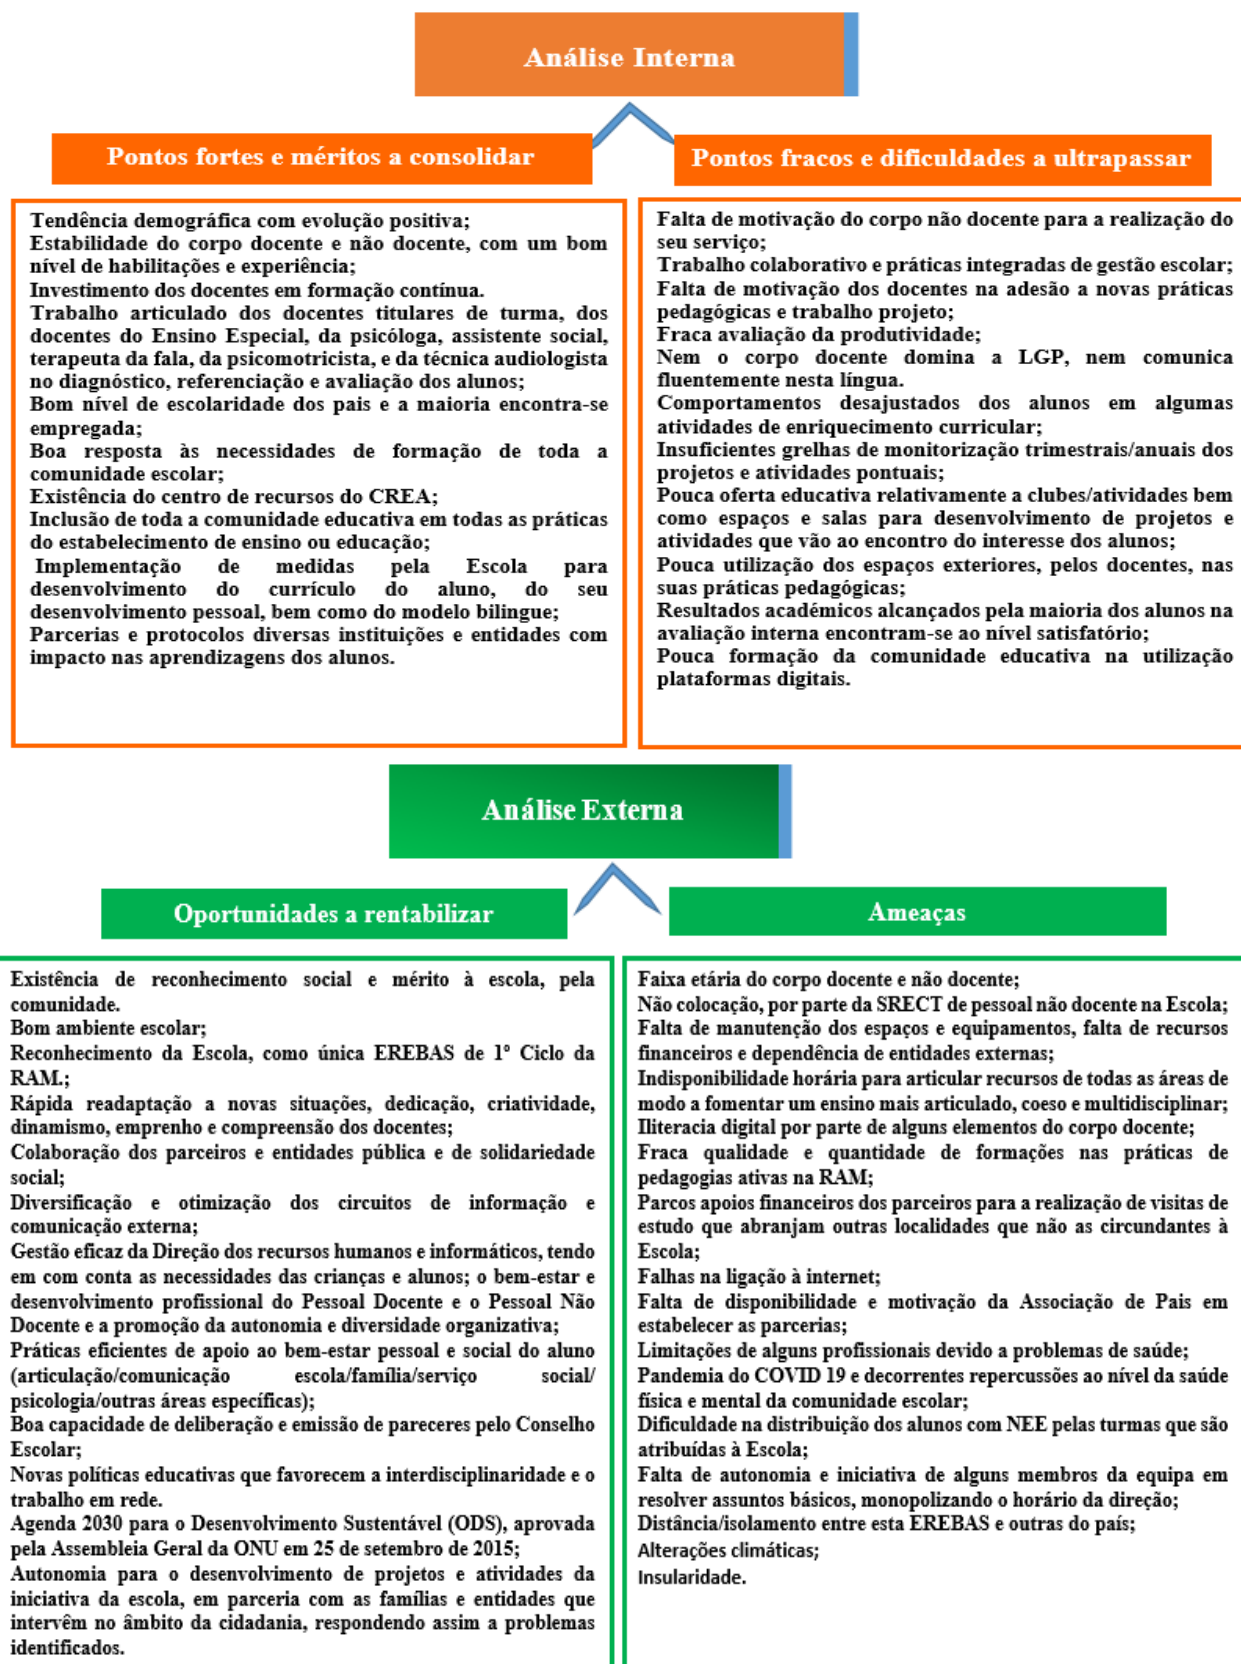 Análise Interna
Pontos fortes e méritos a consolidar
Tendência demográfica com evolução positiva;
Estabilidade do corpo docente e não docente, com um bom
nível de habilitações e experiência;
Investimento dos docentes em formação contínua.
Trabalho articulado dos docentes titulares de turma, dos
docentes do Ensino Especial, da psicóloga, assistente social,
terapeuta da fala, da psicomotricista, e da técnica audiologista
no diagnóstico, referenciação e avaliação dos alunos;
Bom nível de escolaridade dos pais e a maioria encontra-se
empregada;
Boa resposta às necessidades de formação de toda a
comunidade escolar;
Existência do centro de recursos do CREA;
Inclusão de toda a comunidade educativa em todas as práticas
do estabelecimento de ensino ou educação;
Implementação de medidas pela Escola para
desenvolvimento do currículo do aluno, do seu
desenvolvimento pessoal, bem como do modelo bilingue;
Parcerias e protocolos diversas instituições e entidades com
impacto nas aprendizagens dos alunos.
Pontos fracos e dificuldades a ultrapassar
Falta de motivação do corpo não docente para a realização do
seu serviço;
Trabalho colaborativo e práticas integradas de gestão escolar;
Falta de motivação dos docentes na adesão a novas práticas
pedagógicas e trabalho projeto;
Fraca avaliação da produtividade;
Nem o corpo docente domina a LGP, nem comunica
fluentemente nesta língua.
Comportamentos desajustados dos alunos em algumas
atividades de enriquecimento curricular;
Insuficientes grelhas de monitorização trimestrais/anuais dos
projetos e atividades pontuais;
Pouca oferta educativa relativamente a clubes/atividades bem
como espaços e salas para desenvolvimento de projetos e
atividades que vão ao encontro do interesse dos alunos;
Pouca utilização dos espaços exteriores, pelos docentes, nas
suas práticas pedagógicas;
Resultados académicos alcançados pela maioria dos alunos na
avaliação interna encontram-se ao nível satisfatório;
Pouca formação da comunidade educativa na utilização
plataformas digitais.
Análise Externa
Oportunidades a rentabilizar
Existência de reconhecimento social e mérito à escola, pela
comunidade.
Bom ambiente escolar;
Reconhecimento da Escola, como única EREBAS de 1º Ciclo da
RAM.;
Rápida readaptação a novas situações, dedicação, criatividade,
dinamismo, emprenho e compreensão dos docentes;
Colaboração dos parceiros e entidades pública e de solidariedade
social;
Diversificação e otimização dos circuitos de informação e
comunicação externa;
Gestão eficaz da Direção dos recursos humanos e informáticos, tendo
em com conta as necessidades das crianças e alunos; o bem-estar e
desenvolvimento profissional do Pessoal Docente e o Pessoal Não
Docente e a promoção da autonomia e diversidade organizativa;
Práticas eficientes de apoio ao bem-estar pessoal e social do aluno
(articulação/comunicação escola/família/serviço social/
psicologia/outras áreas específicas);
Boa capacidade de deliberação e emissão de pareceres pelo Conselho
Escolar;
Novas políticas educativas que favorecem a interdisciplinaridade e o
trabalho em rede.
Agenda 2030 para o Desenvolvimento Sustentável (ODS), aprovada
pela Assembleia Geral da ONU em 25 de setembro de 2015;
Autonomia para o desenvolvimento de projetos e atividades da
iniciativa da escola, em parceria com as famílias e entidades que
intervêm no âmbito da cidadania, respondendo assim a problemas
identificados.
Ameaças
Faixa etária do corpo docente e não docente;
Não colocação, por parte da SRECT de pessoal não docente na Escola;
Falta de manutenção dos espaços e equipamentos, falta de recursos
financeiros e dependência de entidades externas;
Indisponibilidade horária para articular recursos de todas as áreas de
modo a fomentar um ensino mais articulado, coeso e multidisciplinar;
Iliteracia digital por parte de alguns elementos do corpo docente;
Fraca qualidade e quantidade de formações nas práticas de
pedagogias ativas na RAM;
Parcos apoios financeiros dos parceiros para a realização de visitas de
estudo que abranjam outras localidades que não as circundantes à
Escola;
Falhas na ligação à internet;
Falta de disponibilidade e motivação da Associação de Pais em
estabelecer as parcerias;
Limitações de alguns profissionais devido a problemas de saúde;
Pandemia do COVID 19 e decorrentes repercussões ao nível da saúde
física e mental da comunidade escolar;
Dificuldade na distribuição dos alunos com NEE pelas turmas que são
atribuídas à Escola;
Falta de autonomia e iniciativa de alguns membros da equipa em
resolver assuntos básicos, monopolizando o horário da direção;
Distância/isolamento entre esta EREBAS e outras do país;
Alterações climáticas;
Insularidade.